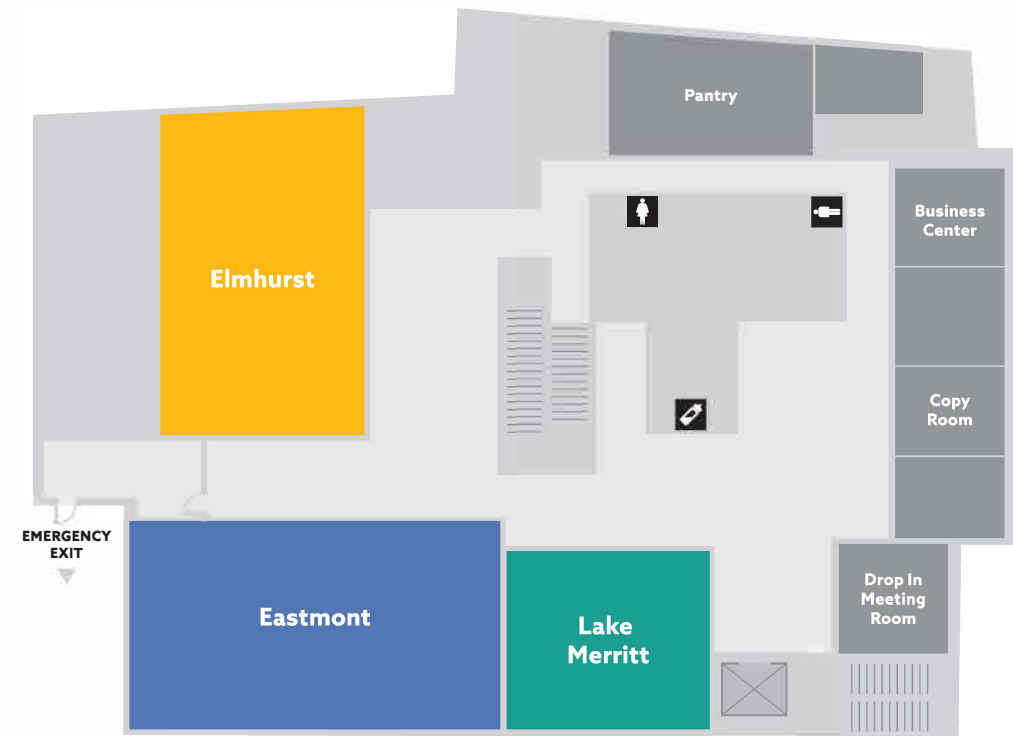 Pantry
Business
Center
Elmhurst
Copy
Room
EMERGENCY
EXIT
Drop In
Meeting
Room
Eastmont
Lake
Merritt